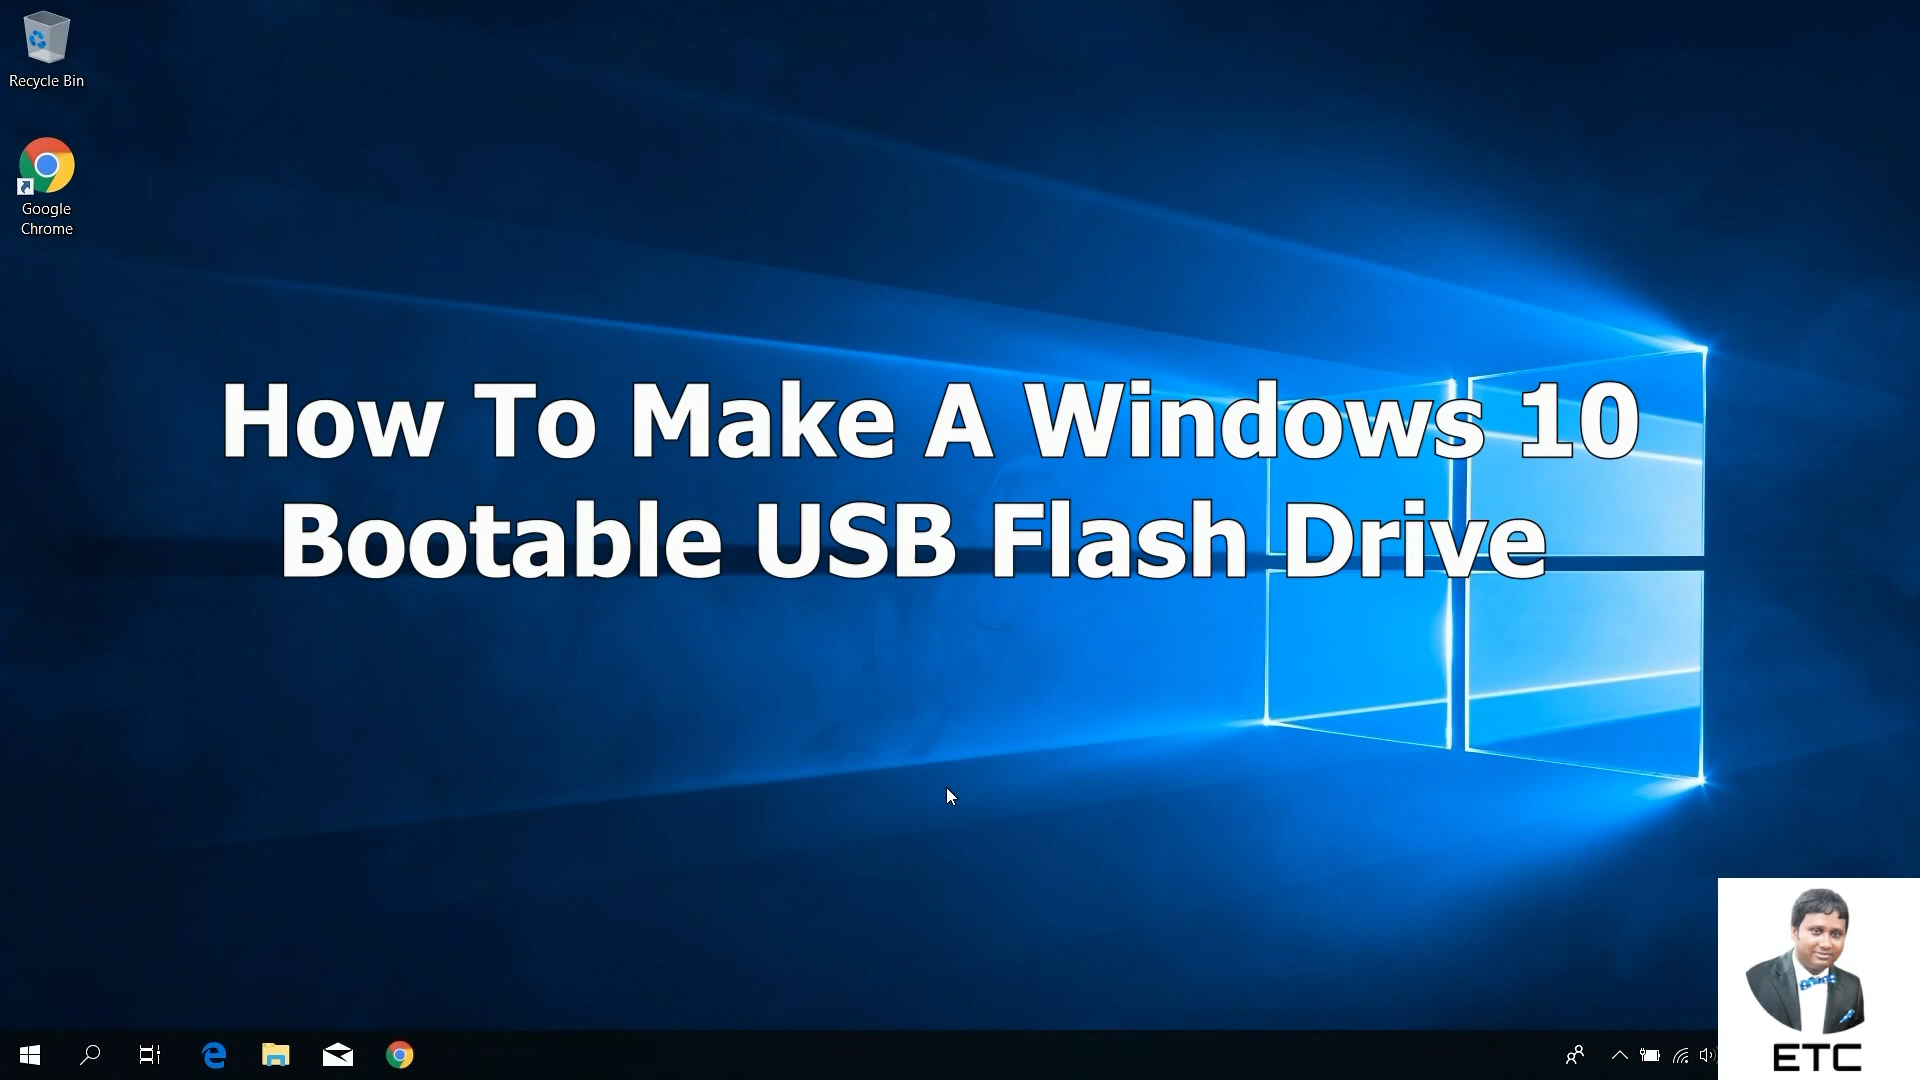 Recycle Bin
Google
Chrome
How To Make A Windows 10
Bootable USB Flash Drive
ETC